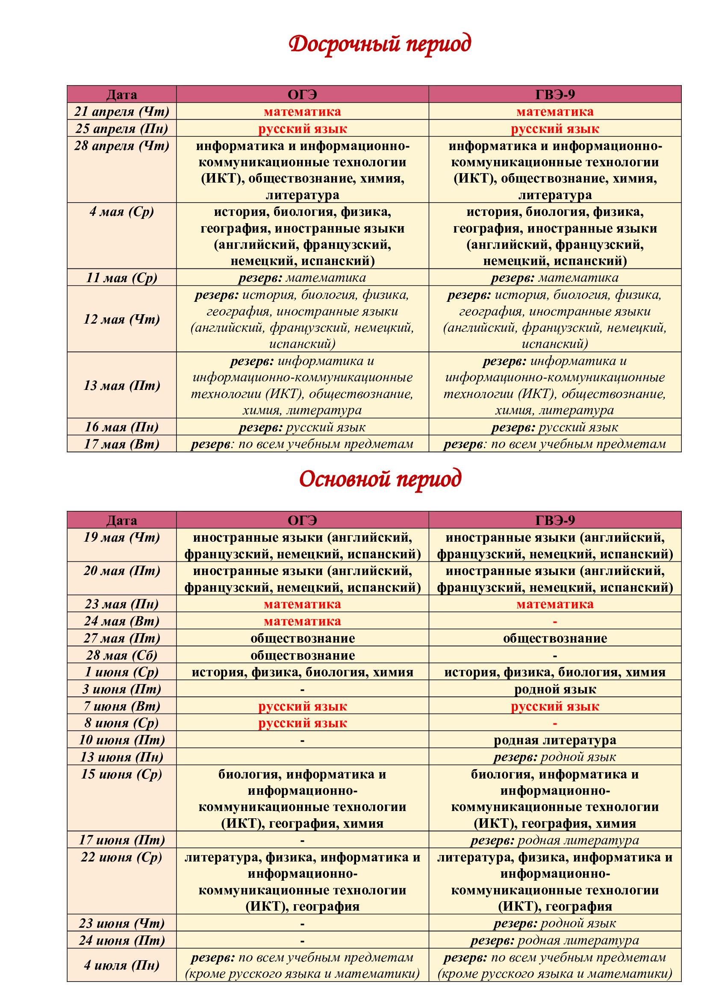 Досрочный период
Дата ОГЭ ГВЭ-9
21 апреля (Чт) математика математика
25 апреля (Пн) русский язык русский язык
28 апреля (Чт) информатика и информационно- информатика и информационно-
коммуникационные технологии коммуникационные технологии
(ИКТ), обществознание, химия, (ИКТ), обществознание, химия,
литература литература
4 мая (Ср) история, биология, физика, история, биология, физика,
география, иностранные языки география, иностранные языки
(английский, французский, (английский, французский,
немецкий, испанский) немецкий, испанский)
11 мая (Ср) резерв: математика резерв: математика
резерв: история, биология, физика, резерв: история, биология, физика,
география, иностранные языки география, иностранные языки
12 мая (Чт) (английский, французский, немецкий, (английский, французский, немецкий,
испанский) испанский)
резерв: информатика и резерв: информатика и
информационно-коммуникационные информационно-коммуникационные
13 мая (Пт) технологии (ИКТ), обществознание, технологии (ИКТ), обществознание,
химия, литература химия, литература
16 мая (Пн) резерв: русский язык резерв: русский язык
17 мая (Вт) резерв: по всем учебным предметам резерв: по всем учебным предметам
Основной период
Дата ОГЭ ГВЭ-9
19 мая (Чт) иностранные языки (английский, иностранные языки (английский,
французский, немецкий, испанский) французский, немецкий, испанский)
20 мая (Пт) иностранные языки (английский, иностранные языки (английский,
французский, немецкий, испанский) французский, немецкий, испанский)
23 мая (Пн) математика математика
24 мая (Вт) математика -
27 мая (Пт) обществознание обществознание
28 мая (Сб) обществознание -
1 июня (Ср) история, физика, биология, химия история, физика, биология, химия
3 июня (Пт) - родной язык
7 июня (Вт) русский язык русский язык
8 июня (Ср) русский язык -
10 июня (Пт) - родная литература
13 июня (Пн) резерв: родной язык
15 июня (Ср) биология, информатика и биология, информатика и
информационно- информационно-
коммуникационные технологии коммуникационные технологии
(ИКТ), география, химия (ИКТ), география, химия
17 июня (Пт) - резерв: родная литература
22 июня (Ср) литература, физика, информатика и литература, физика, информатика и
информационно- информационно-
коммуникационные технологии коммуникационные технологии
(ИКТ), география (ИКТ), география
23 июня (Чт) - резерв: родной язык
24 июня (Пт) - резерв: родная литература
4 июля (Пн) резерв: по всем учебным предметам резерв: по всем учебным предметам
(кроме русского языка и математики) (кроме русского языка и математики)